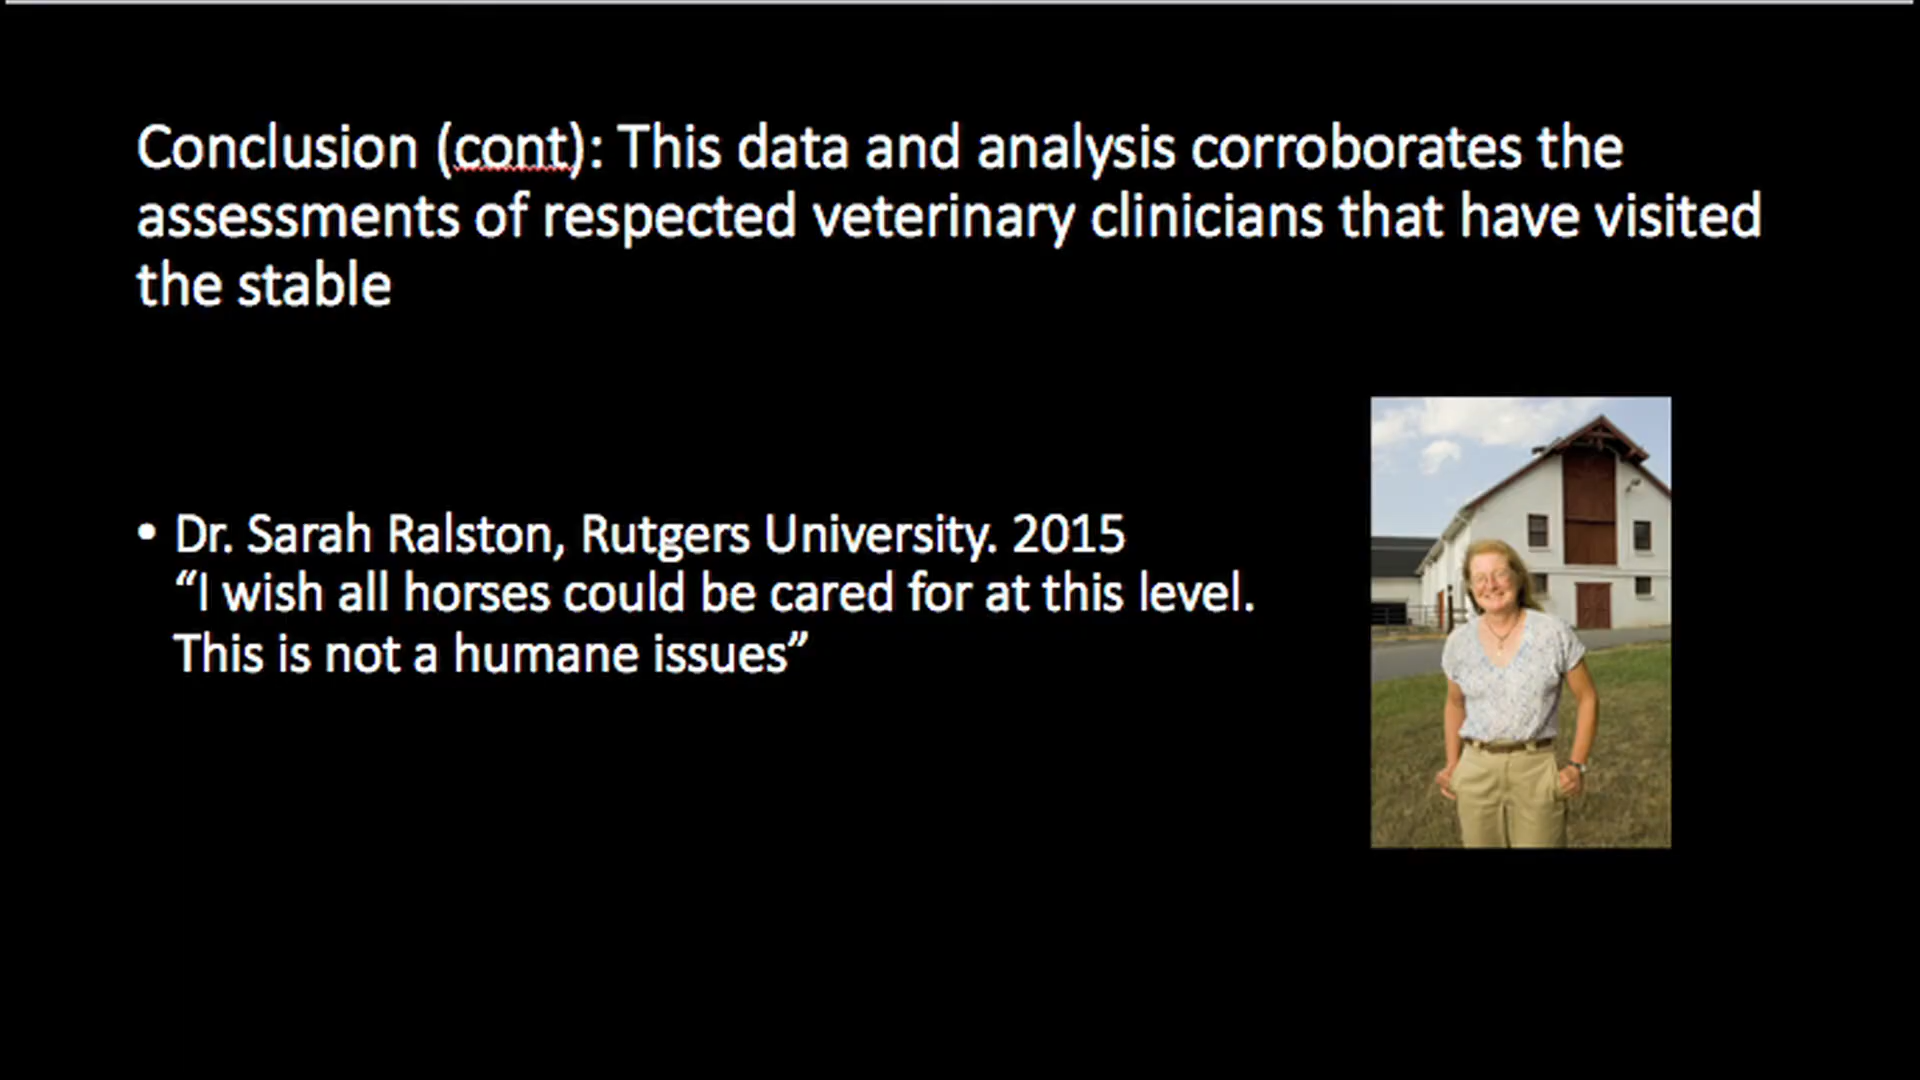 Conclusion (cont): This data and analysis corroborates the
assessments of respected veterinary clinicians that have visited
the stable
• Dr. Sarah Ralston, Rutgers University. 2015
“I wish all horses could be cared for at this level.
This is not a humane issues”